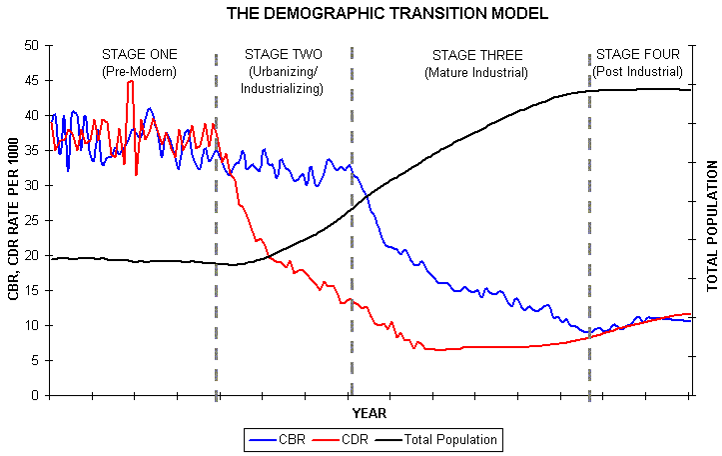 THE DEMOGRAPHIC TRANSITION MODEL
STAGE ONE
(Pre-Modern)
STAGE TWO
(Urbanizing/
Industrializing)
STAGE THREE
(Mature Industrial)
STAGE FOUR
(Post Industrial)
50
45
40
35
30
25
20
15
10
5
0
CBR, CDR RATE PER 1000
TOTAL POPULATION
YEAR
CBR
CDR
Total Population